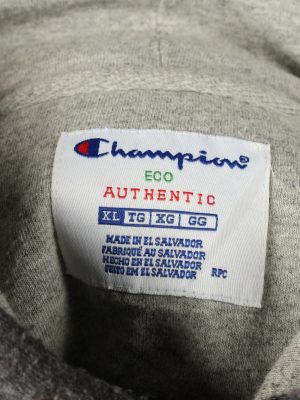 Champion®
ECO
AUTHENTIC
XL TG XG GG
MADE IN EL SALVADOR
FABRIQUÉ AU SALVADOR
HECHO EN EL SALVADOR
FEITO EM EL SALVADOR RPC